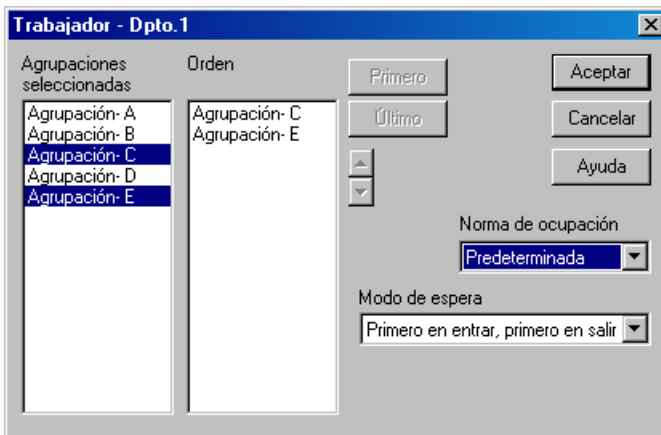 Trabajador - Dpto.1
Agrupaciones
seleccionadas
Orden
Agrupación- A
Agrupación- B
Agrupación- C
Agrupación- D
Agrupación- E
Agrupación- C
Agrupación- E
Primero
Último
Aceptar
Cancelar
Ayuda
Norma de ocupación
Predeterminada
Modo de espera
Primero en entrar, primero en salir